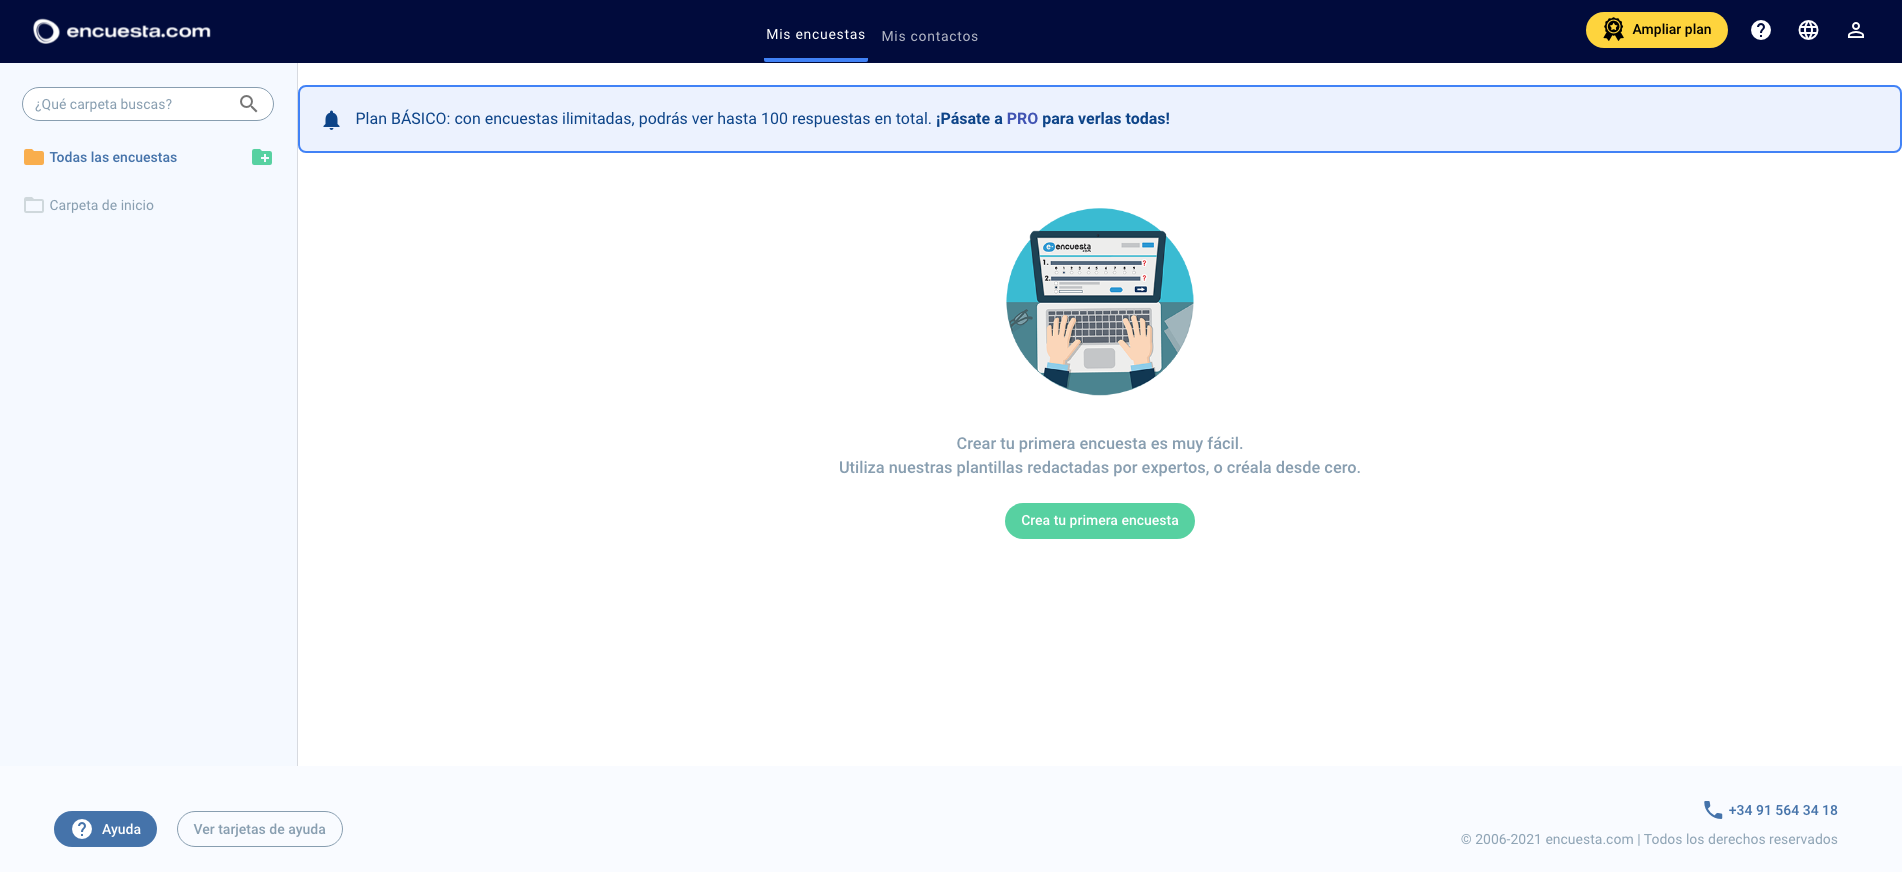 encuesta.com
Mis encuestas
Mis contactos
Ampliar plan
¿Qué carpeta buscas?
Todas las encuestas
Carpeta de inicio
Plan BÁSICO: con encuestas ilimitadas, podrás ver hasta 100 respuestas en total. ¡Pásate a PRO para verlas todas!
encuesta
1.
?
2.
?
Crear tu primera encuesta es muy fácil.
Utiliza nuestras plantillas redactadas por expertos, o créala desde cero.
Crea tu primera encuesta
Ayuda
Ver tarjetas de ayuda
+34 91 564 34 18
© 2006-2021 encuesta.com | Todos los derechos reservados